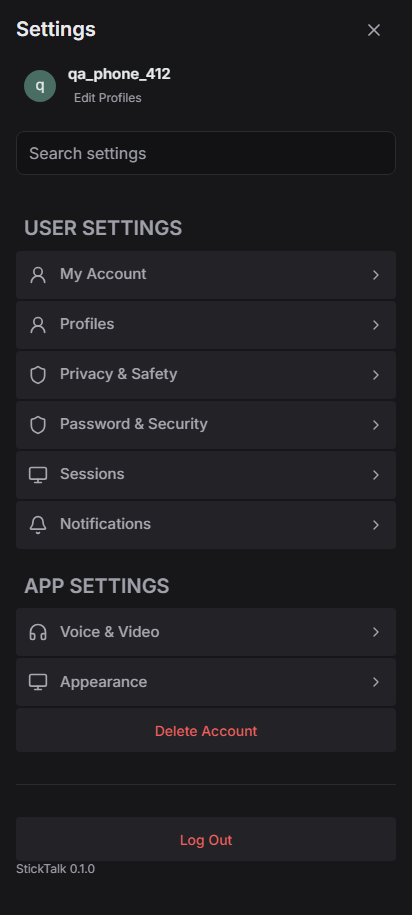 Settings
q
qa_phone_412
Edit Profiles
Search settings
USER SETTINGS
My Account
Profiles
Privacy & Safety
Password & Security
Sessions
Notifications
APP SETTINGS
Voice & Video
Appearance
Delete Account
Log Out
StickTalk 0.1.0